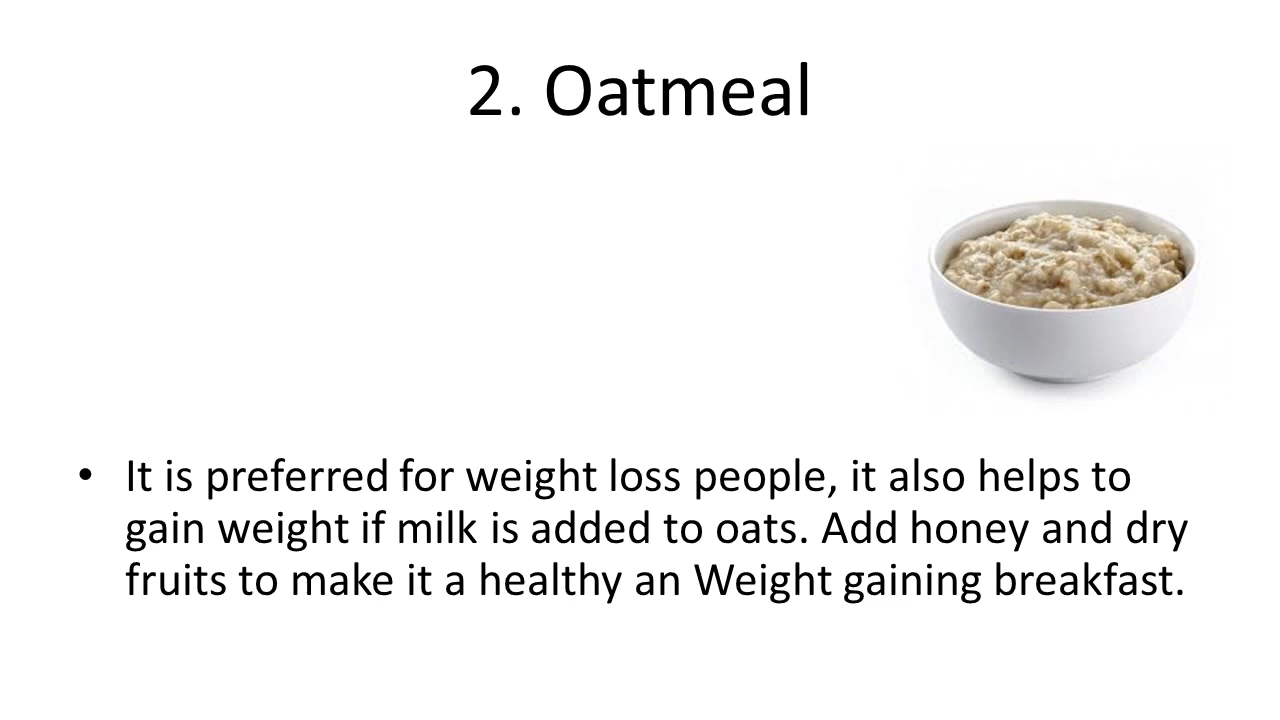 2. Oatmeal
• It is preferred for weight loss people, it also helps to
gain weight if milk is added to oats. Add honey and dry
fruits to make it a healthy an Weight gaining breakfast.